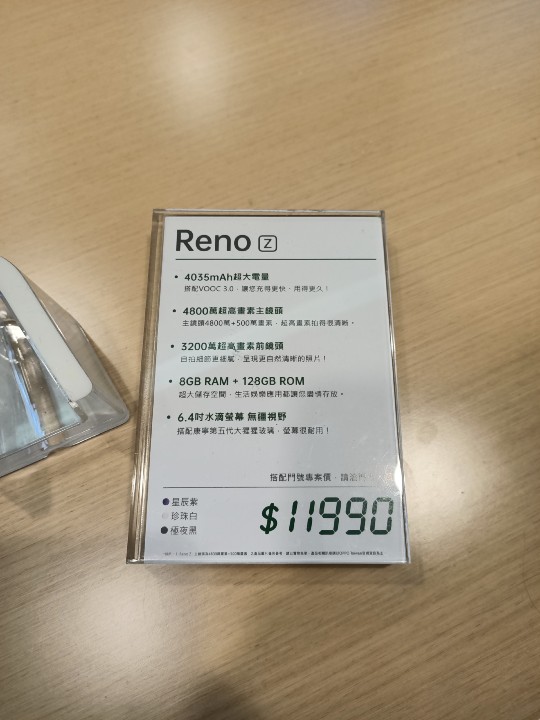 Reno Z
• 4035mAh超大電量
搭配VOOC 3.0，讓您充得更快、用得更久！
• 4800萬超高畫素主鏡頭
主鏡頭4800萬+500萬畫素，超高畫素拍得很清晰。
• 3200萬超高畫素前鏡頭
自拍細節更細膩，呈現更自然清晰的照片！
• 8GB RAM + 128GB ROM
超大儲存空間，生活娛樂應用都讓您盡情存放。
• 6.4吋水滴螢幕 無疆視野
搭配康寧第五代大猩猩玻璃，螢幕很耐用！
搭配門號專案價，請洽門
星辰紫
珍珠白
極夜黑
$11990